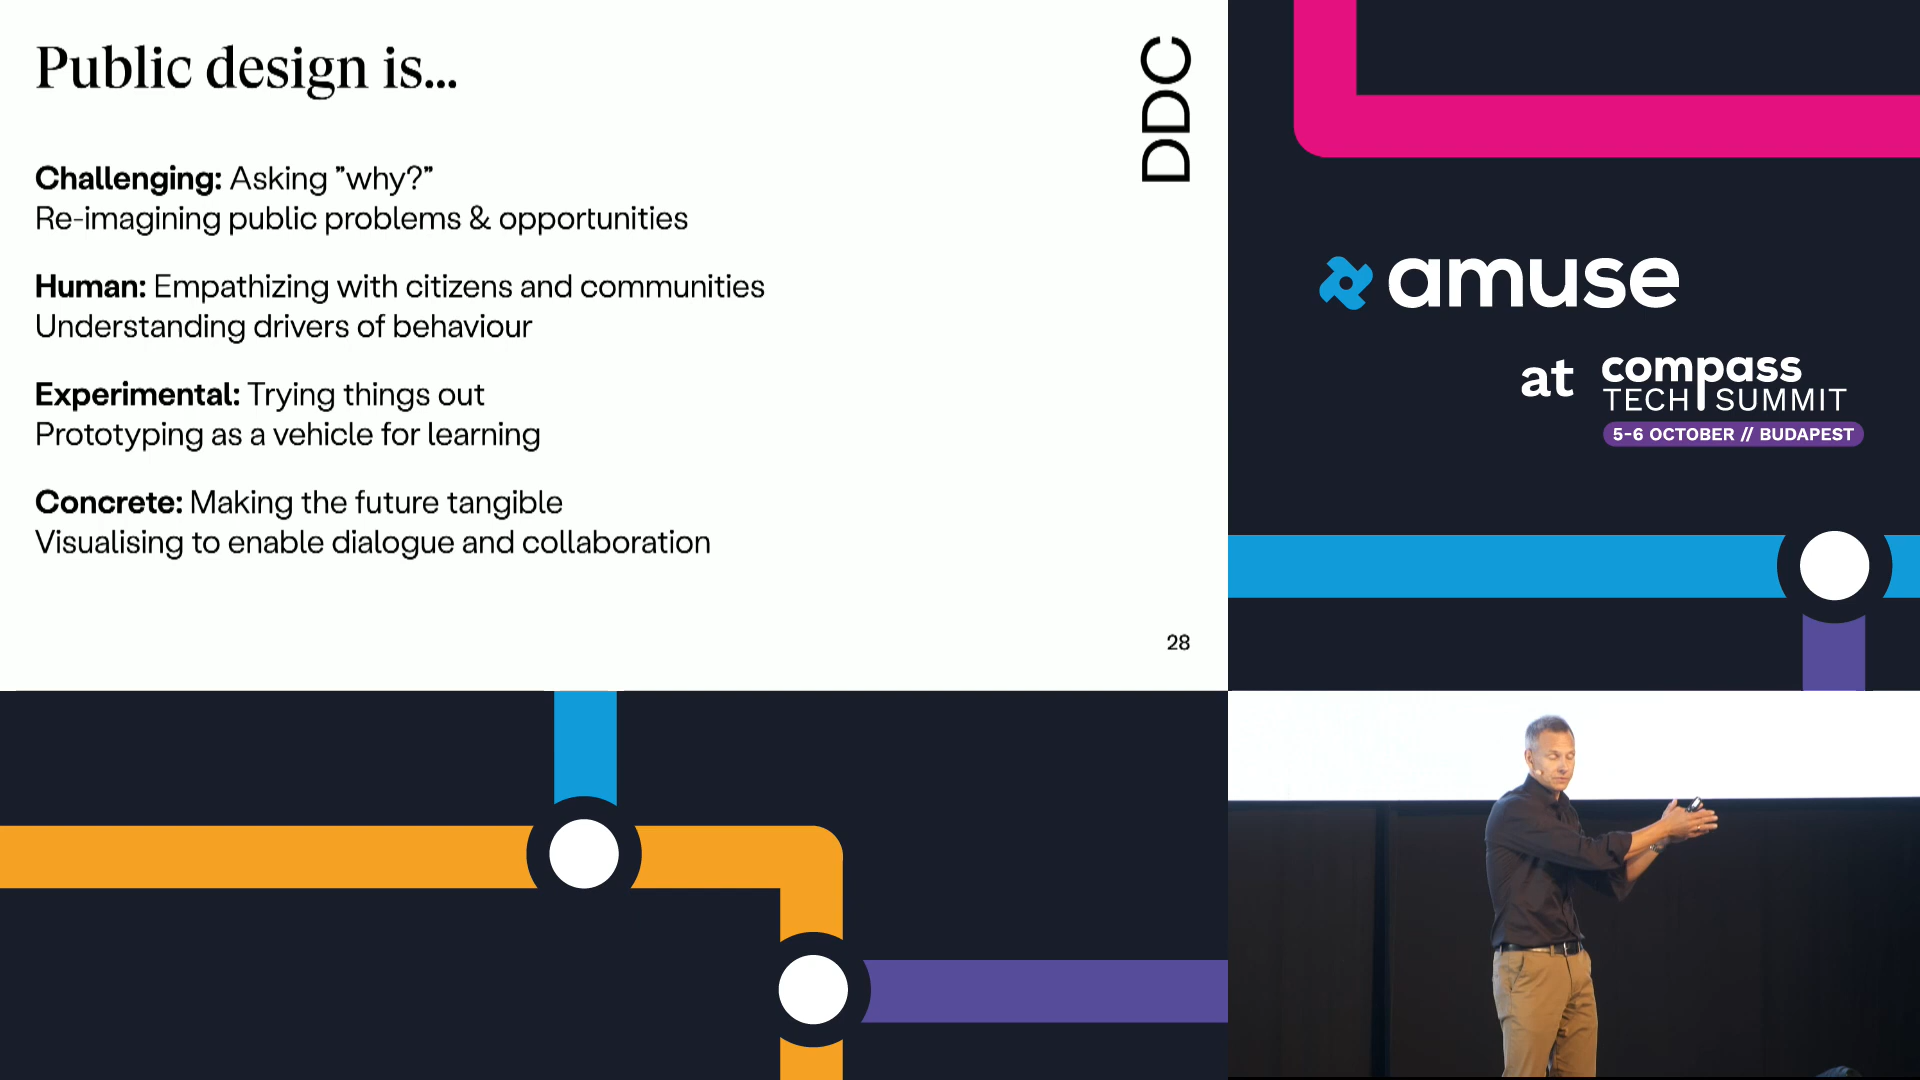 Public design is...
DDC
Challenging: Asking ”why?”
Re-imagining public problems & opportunities
Human: Empathizing with citizens and communities
Understanding drivers of behaviour
Experimental: Trying things out
Prototyping as a vehicle for learning
Concrete: Making the future tangible
Visualising to enable dialogue and collaboration
28
amuse
at compass
TECH SUMMIT
5-6 OCTOBER // BUDAPEST